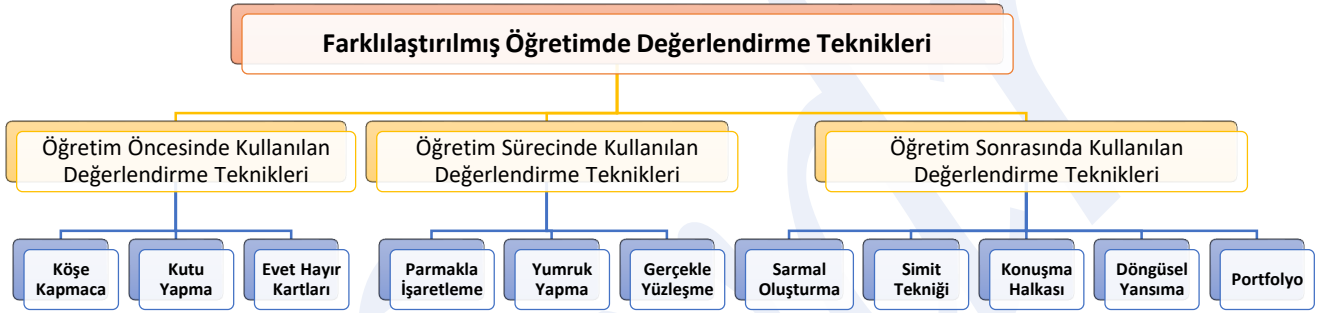 Farklılaştırılmış Öğretimde Değerlendirme Teknikleri
Öğretim Öncesinde Kullanılan
Değerlendirme Teknikleri
Öğretim Sürecinde Kullanılan
Değerlendirme Teknikleri
Öğretim Sonrasında Kullanılan
Değerlendirme Teknikleri
Köşe
Kapmaca
Kutu
Yapma
Evet Hayır
Kartları
Parmakla
İşaretleme
Yumruk
Yapma
Gerçekle
Yüzleşme
Sarmal
Oluşturma
Simit
Tekniği
Konuşma
Halkası
Döngüsel
Yansıma
Portfolyo